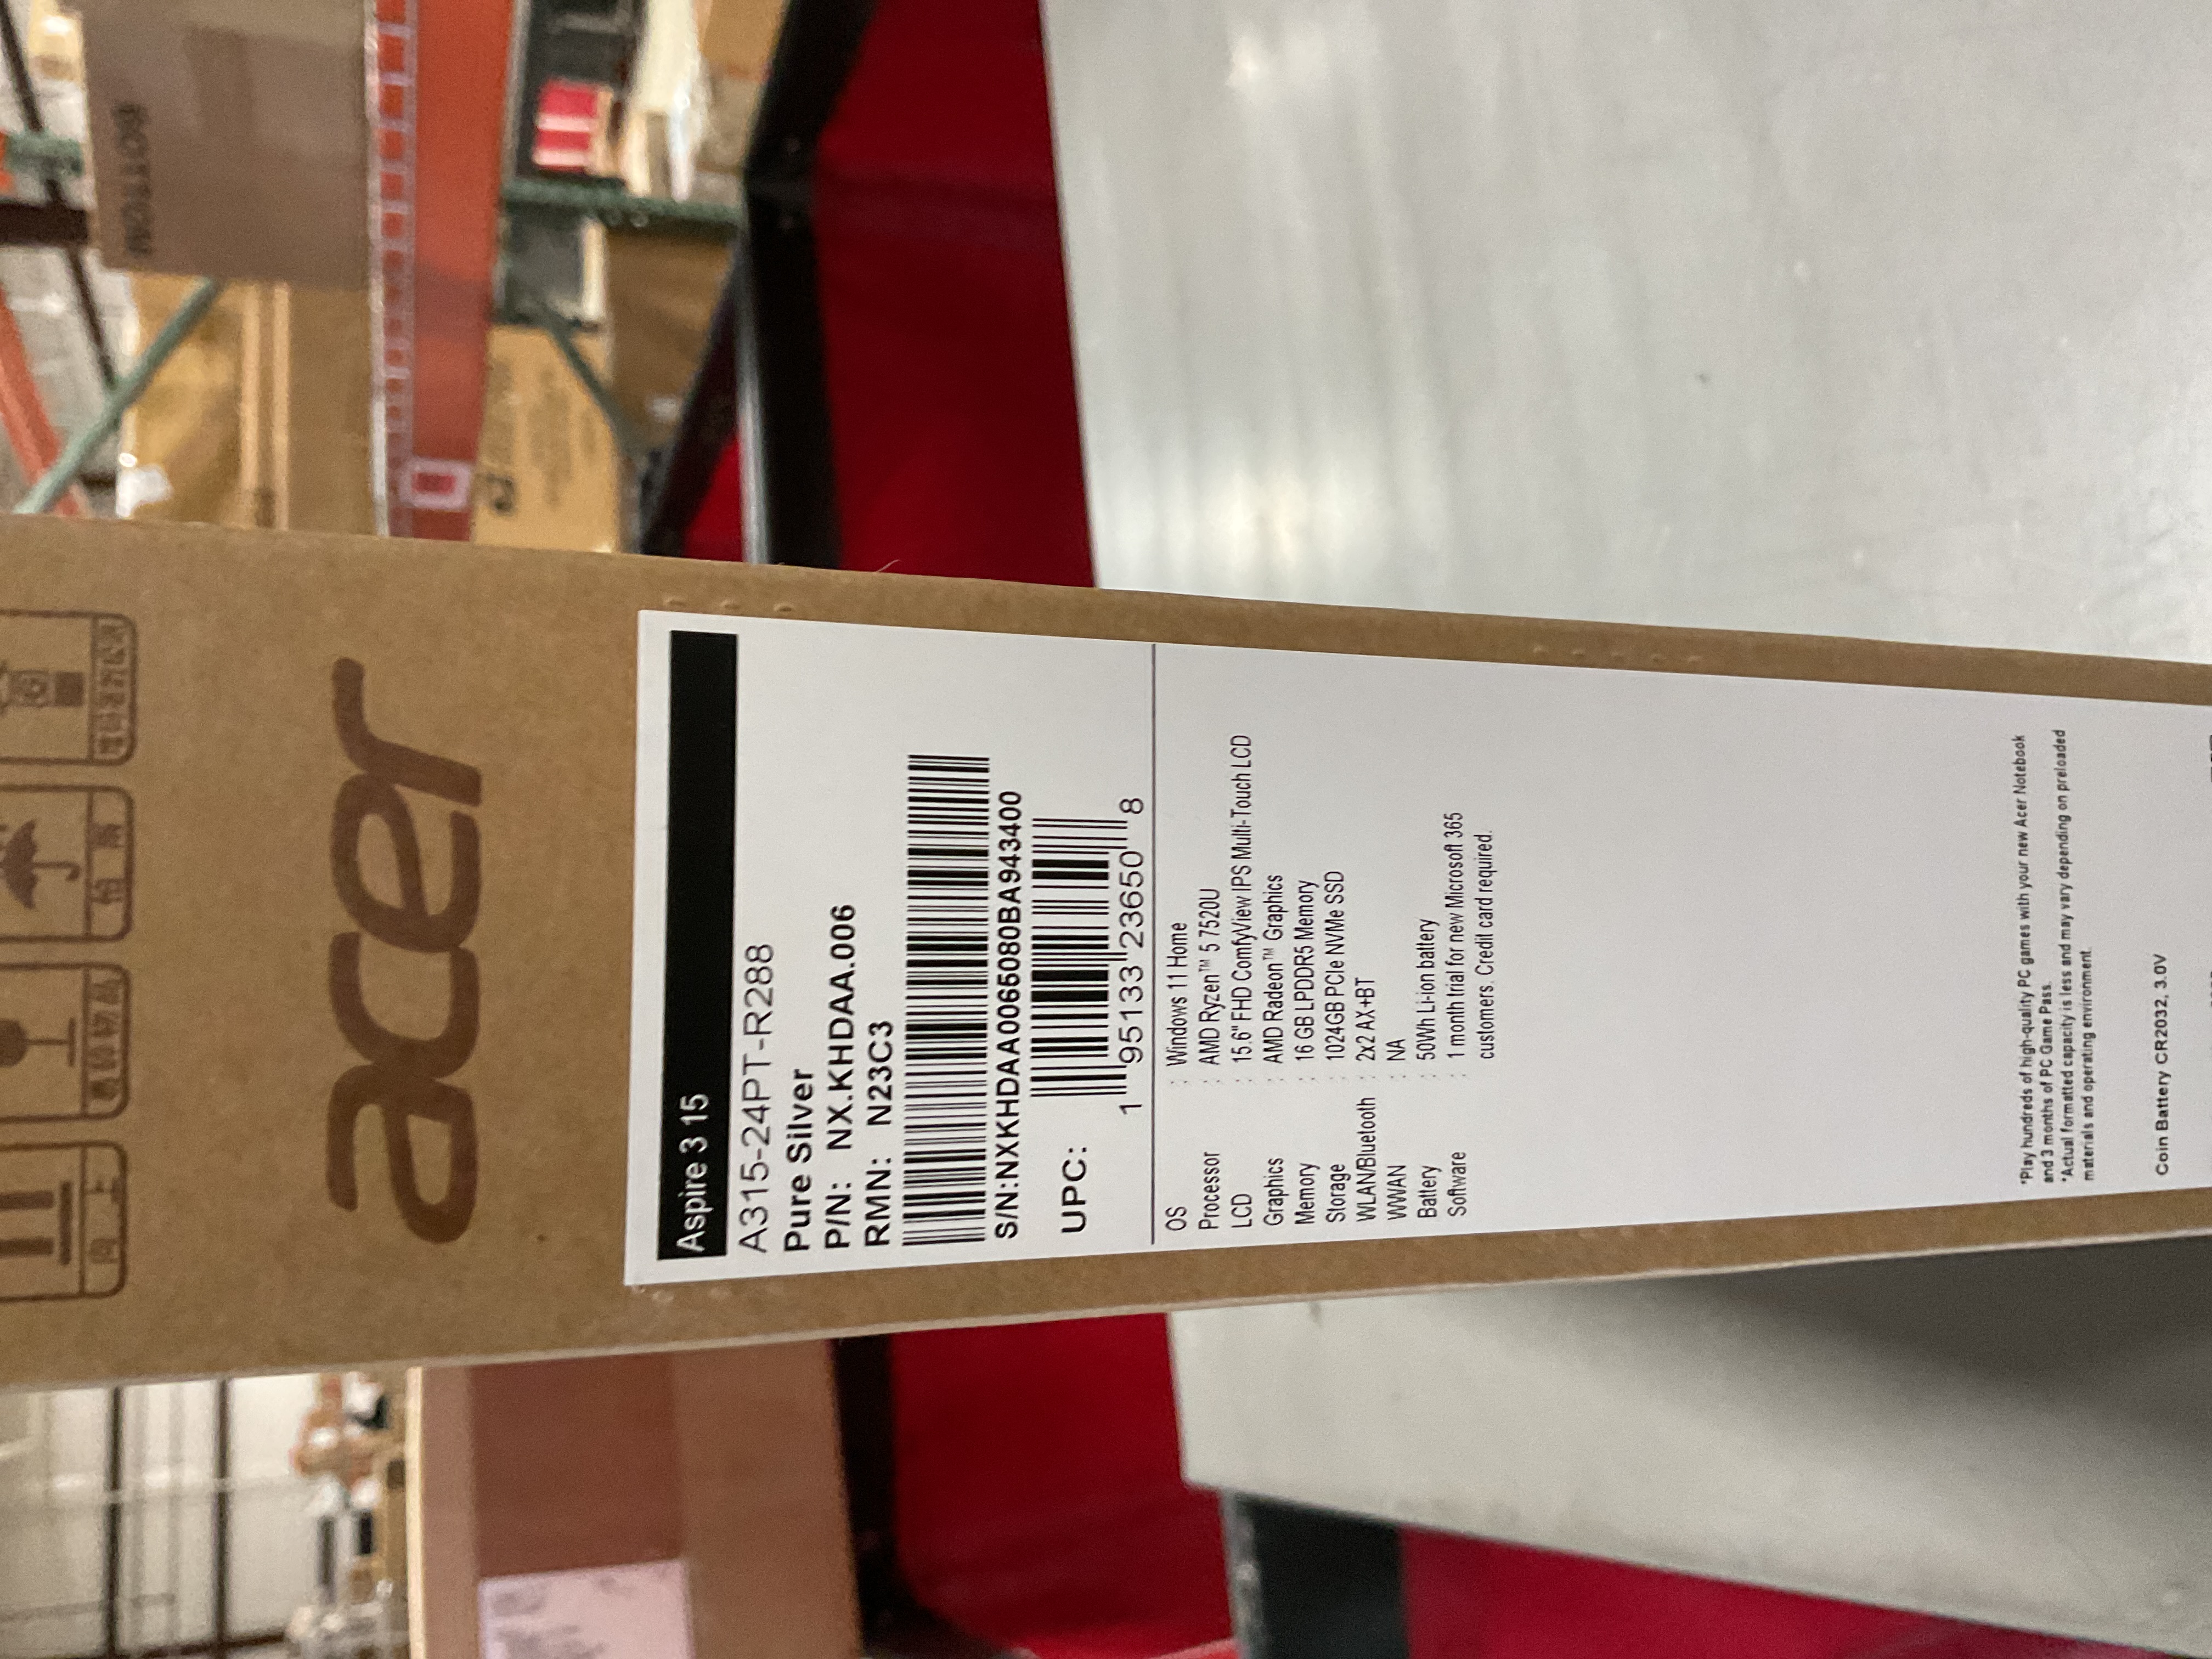 acer
Aspire 3 15
A315-24PT-R288
Pure Silver
P/N: NX.KHDAA.006
RMN: N23C3
S/N:NXKHDAA0065080BA943400
UPC:
1 95133 23650 8
OS : Windows 11 Home
Processor : AMD Ryzen™ 5 7520U
LCD : 15.6" FHD ComfyView IPS Multi-Touch LCD
Graphics : AMD Radeon™ Graphics
Memory : 16 GB LPDDR5 Memory
Storage : 1024GB PCIe NVMe SSD
WLAN/Bluetooth : 2x2 AX+BT
WWAN : NA
Battery : 50Wh Li-ion battery
Software : 1 month trial for new Microsoft 365
customers. Credit card required.
*Play hundreds of high-quality PC games with your new Acer Notebook
and 3 months of PC Game Pass.
*Actual formatted capacity is less and may vary depending on preloaded
materials and operating environment.
Coin Battery CR2032, 3.0V
向上
怕雨
BOTTOM